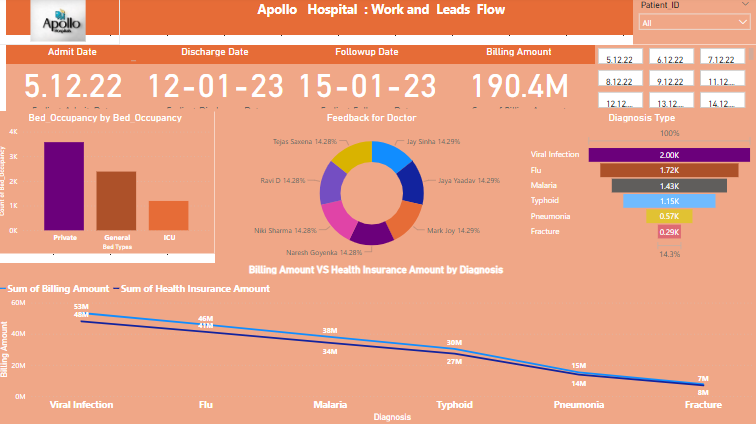 Apollo
Hospitals
Apollo Hospital : Work and Leads Flow
Patient_ID
All
Admit Date
Discharge Date
Followup Date
Billing Amount
5.12.22
12-01-23
15-01-23
190.4M
5.12.22
6.12.22
7.12.22
8.12.22
9.12.22
11.12....
12.12....
13.12....
14.12....
Bed_Occupancy by Bed_Occupancy
Count of Bed_Occupancy
4K
3K
2K
1K
0K
Private
General
ICU
Bed Types
Feedback for Doctor
Tejas Saxena 14.28%
Jay Sinha 14.29%
Ravi D 14.28%
Jaya Yaadav 14.29%
Niki Sharma 14.28%
Mark Joy 14.29%
Naresh Goyenka 14.28%
Diagnosis Type
100%
Viral Infection
2.00K
Flu
1.72K
Malaria
1.43K
Typhoid
1.15K
Pneumonia
0.57K
Fracture
0.29K
14.3%
Billing Amount VS Health Insurance Amount by Diagnosis
Sum of Billing Amount
Sum of Health Insurance Amount
Billing Amount
60M
40M
20M
0M
53M
48M
46M
41M
38M
34M
30M
27M
15M
14M
7M
8M
Viral Infection
Flu
Malaria
Typhoid
Pneumonia
Fracture
Diagnosis